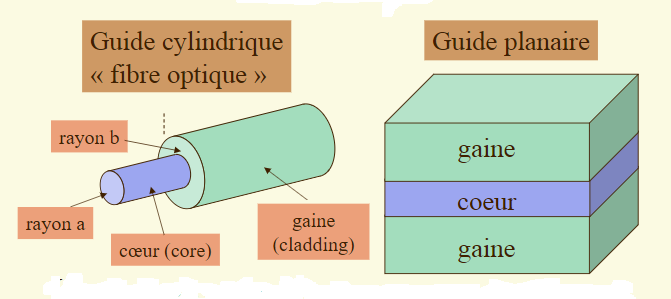 Guide cylindrique
« fibre optique »
Guide planaire
rayon b
rayon a
cœur (core)
gaine
(cladding)
gaine
coeur
gaine